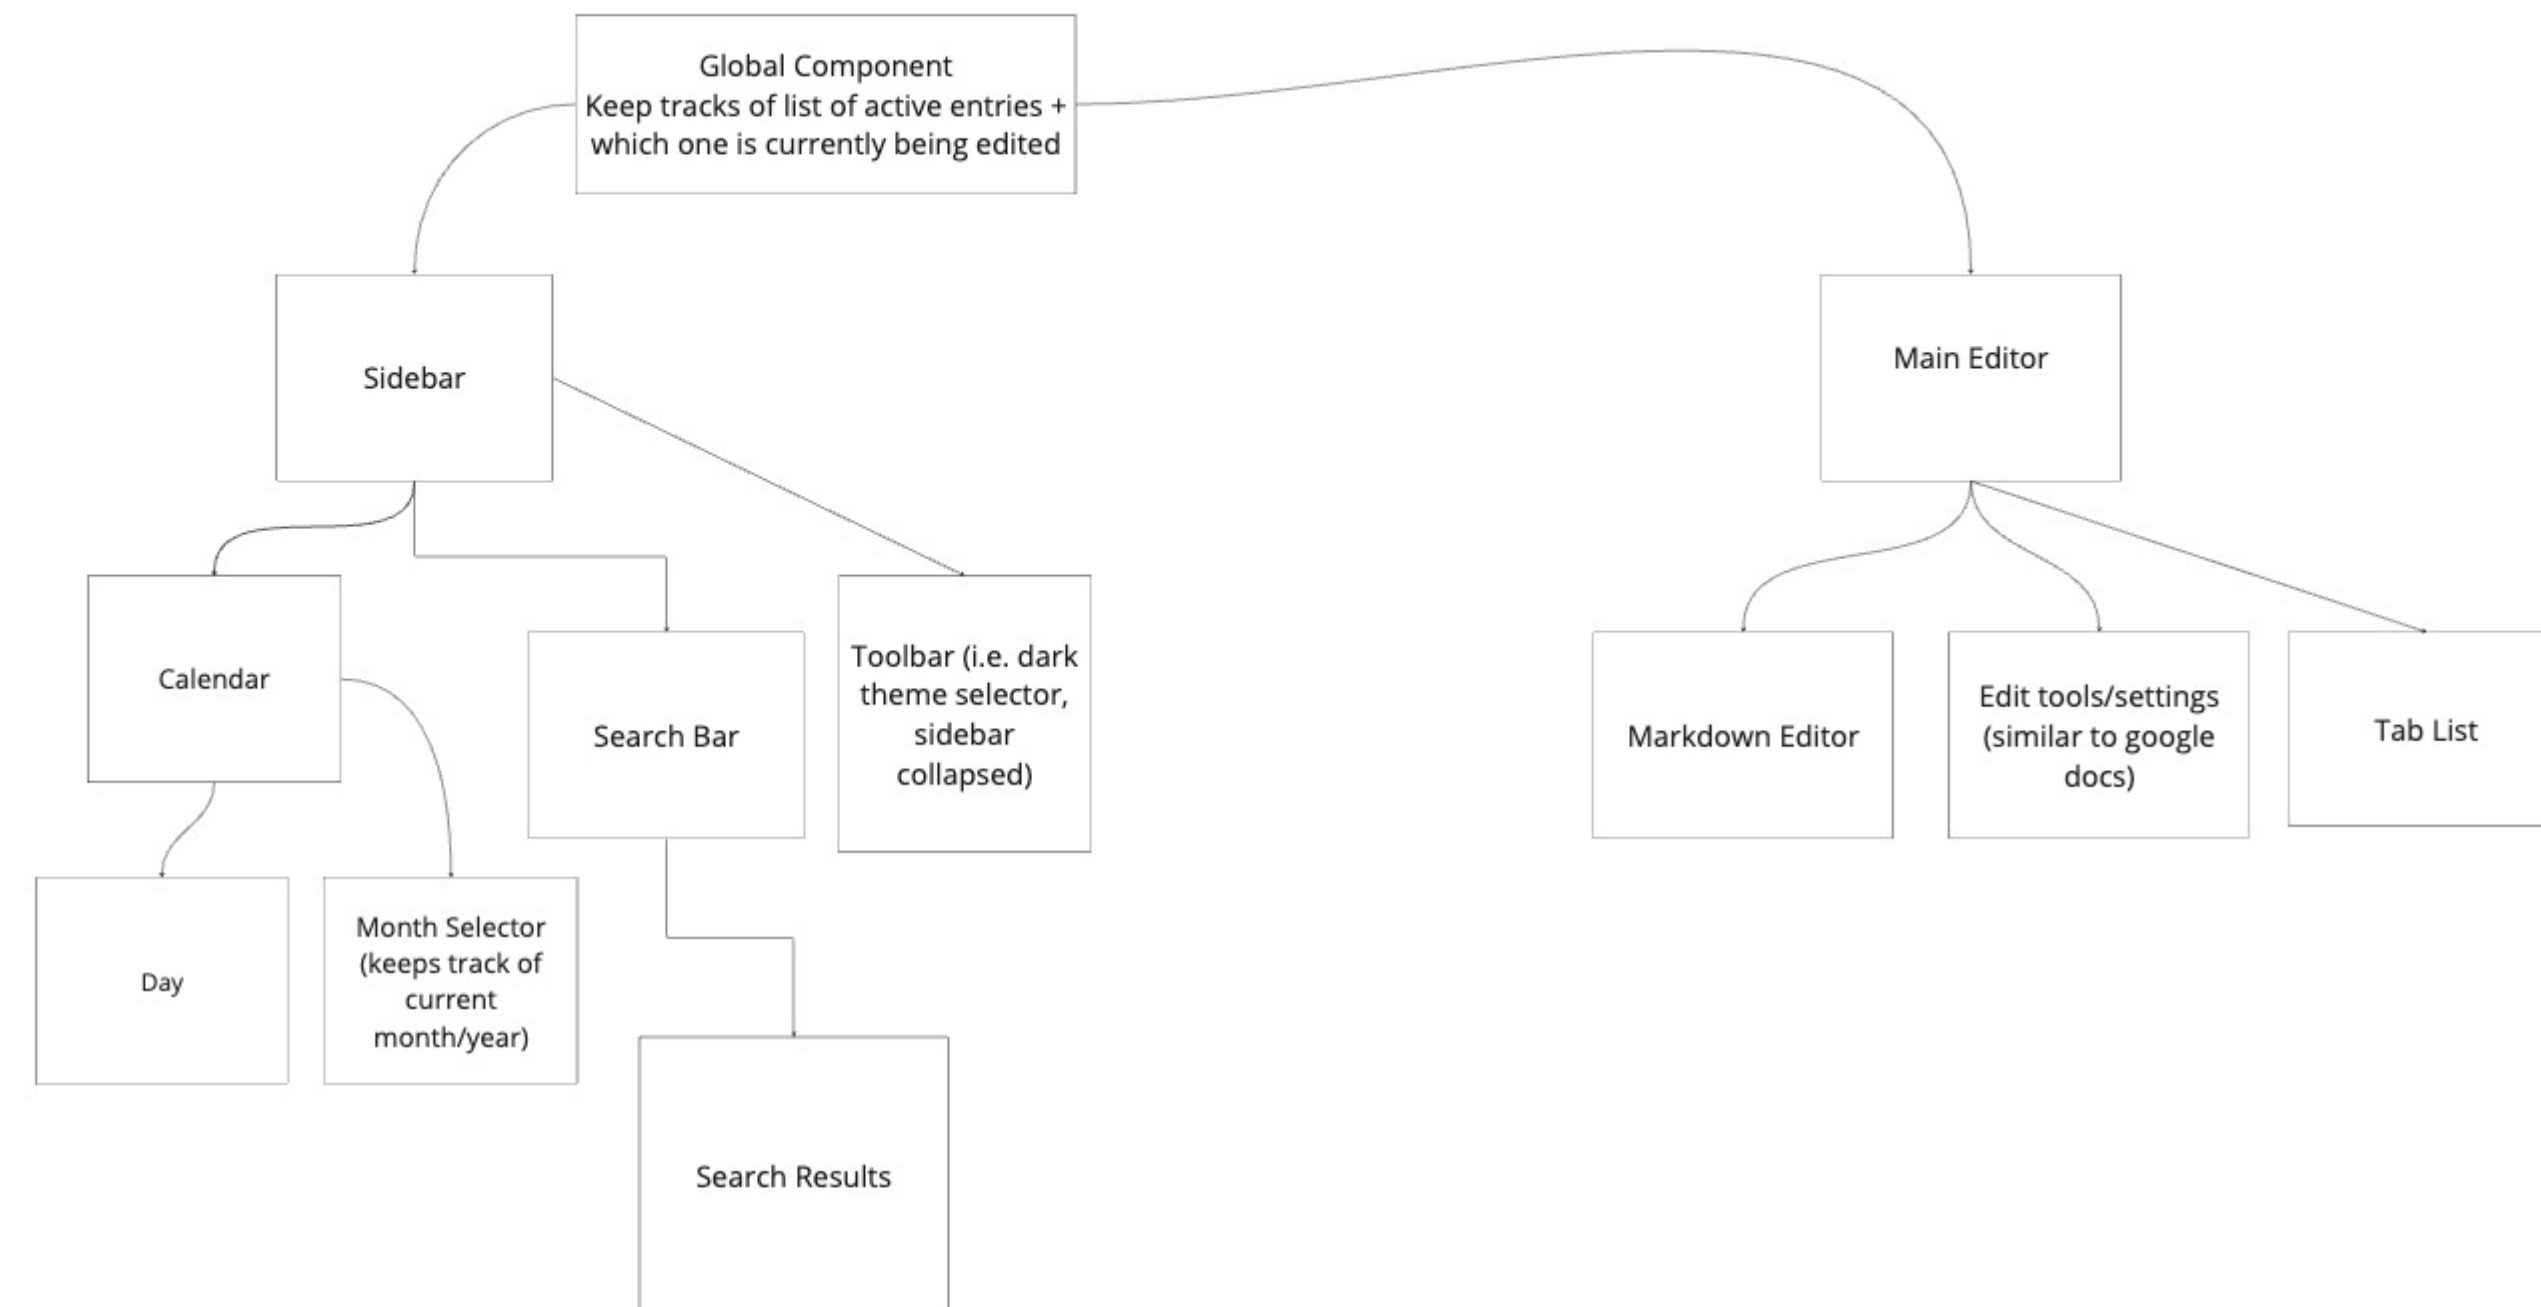 Global Component
Keep tracks of list of active entries +
which one is currently being edited
Sidebar
Main Editor
Calendar
Search Bar
Toolbar (i.e. dark
theme selector,
sidebar
collapsed)
Markdown Editor
Edit tools/settings
(similar to google
docs)
Tab List
Day
Month Selector
(keeps track of
current
month/year)
Search Results